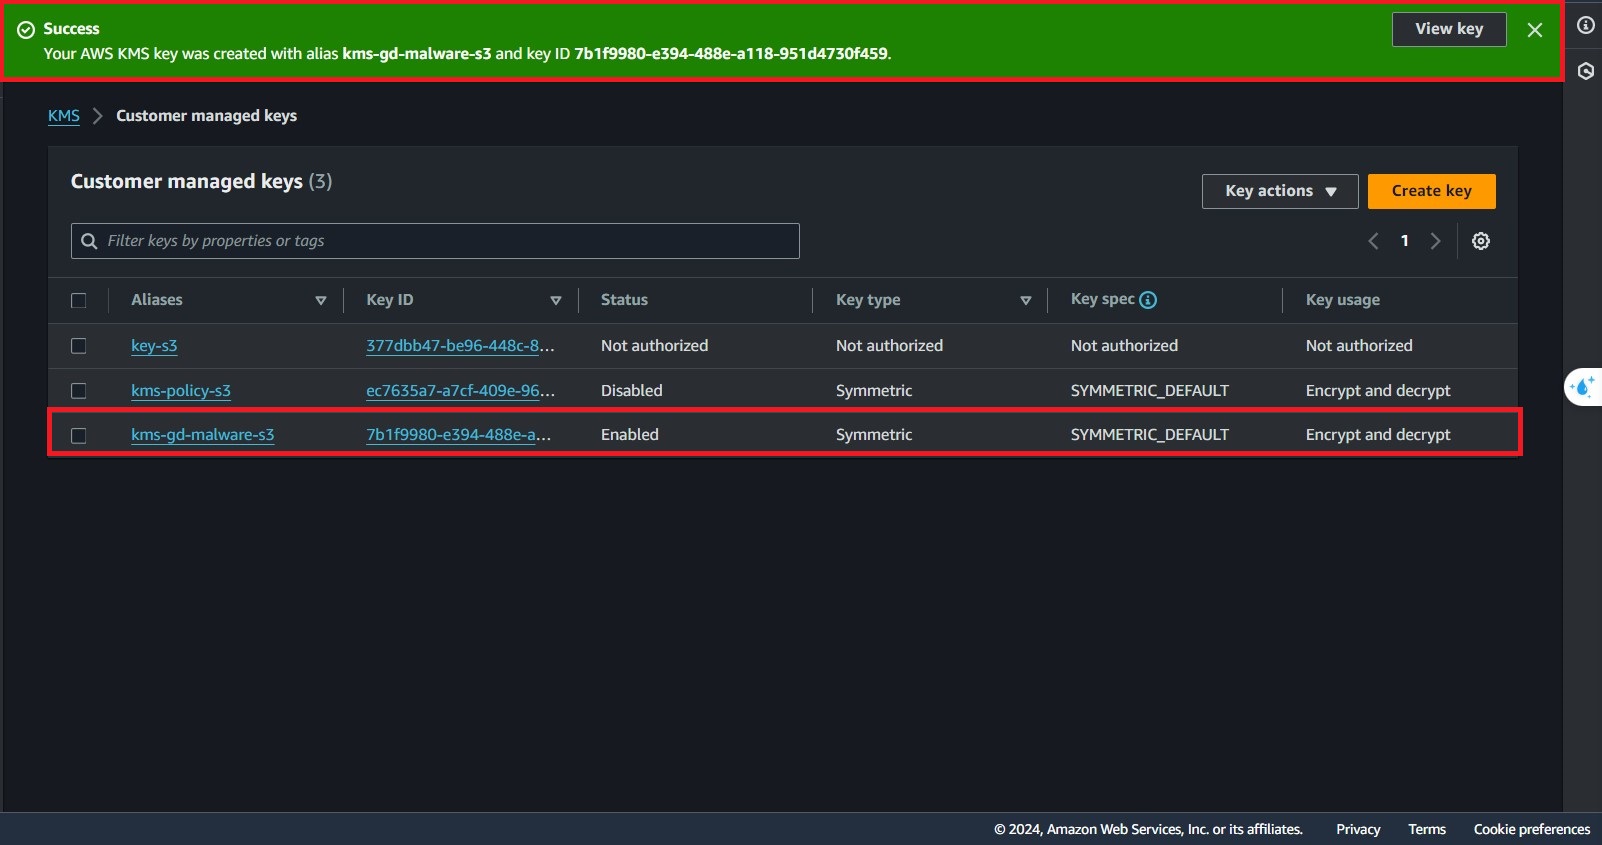 Success
View key
Your AWS KMS key was created with alias kms-gd-malware-s3 and key ID 7b1f9980-e394-488e-a118-951d4730f459.
KMS > Customer managed keys
Customer managed keys (3)
Key actions
Create key
Filter keys by properties or tags
1
Aliases Key ID Status Key type Key spec Key usage
key-s3 377dbb47-be96-448c-8... Not authorized Not authorized Not authorized Not authorized
kms-policy-s3 ec7635a7-a7cf-409e-96... Disabled Symmetric SYMMETRIC_DEFAULT Encrypt and decrypt
kms-gd-malware-s3 7b1f9980-e394-488e-a... Enabled Symmetric SYMMETRIC_DEFAULT Encrypt and decrypt
© 2024, Amazon Web Services, Inc. or its affiliates. Privacy Terms Cookie preferences